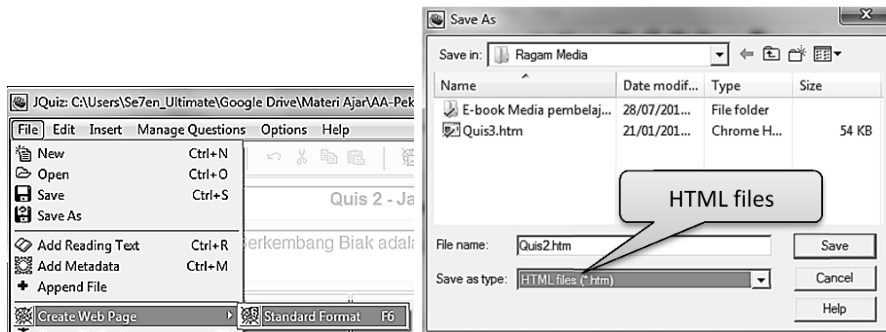 JQuiz: C:\Users\Se7en_Ultimate\Google Drive\Materi Ajar\AA-Pek
File Edit Insert Manage Questions Options Help
New Ctrl+N
Open Ctrl+O
Save Ctrl+S
Save As
Add Reading Text Ctrl+R
Add Metadata Ctrl+M
Append File
Create Web Page
Standard Format F6
Quis 2 - Ja
erkembang Biak adala
Save As
Save in: Ragam Media
Name Date modif... Type Size
E-book Media pembelaj... 28/07/201... File folder
Quis3.htm 21/01/201... Chrome H... 54 KB
HTML files
File name: Quis2.htm Save
Save as type: HTML files (*.htm) Cancel
Help